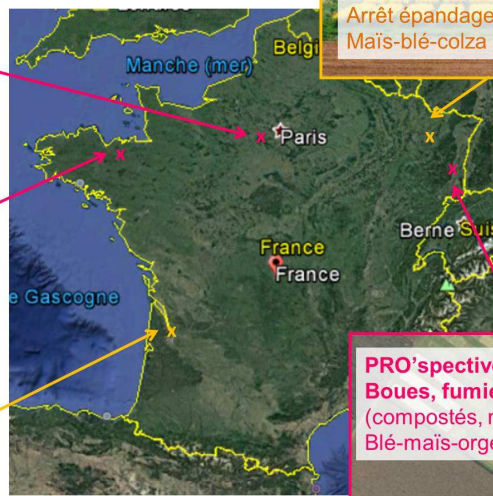 Arrêt épandage
Maïs-blé-colza
Manche (mer)
Belgi
x
Paris
x
x
x
Berne Suis
France
France
e Gascogne
x
PRO'spectiv
Boues, fumie
(compostés, m
Blé-maïs-orge